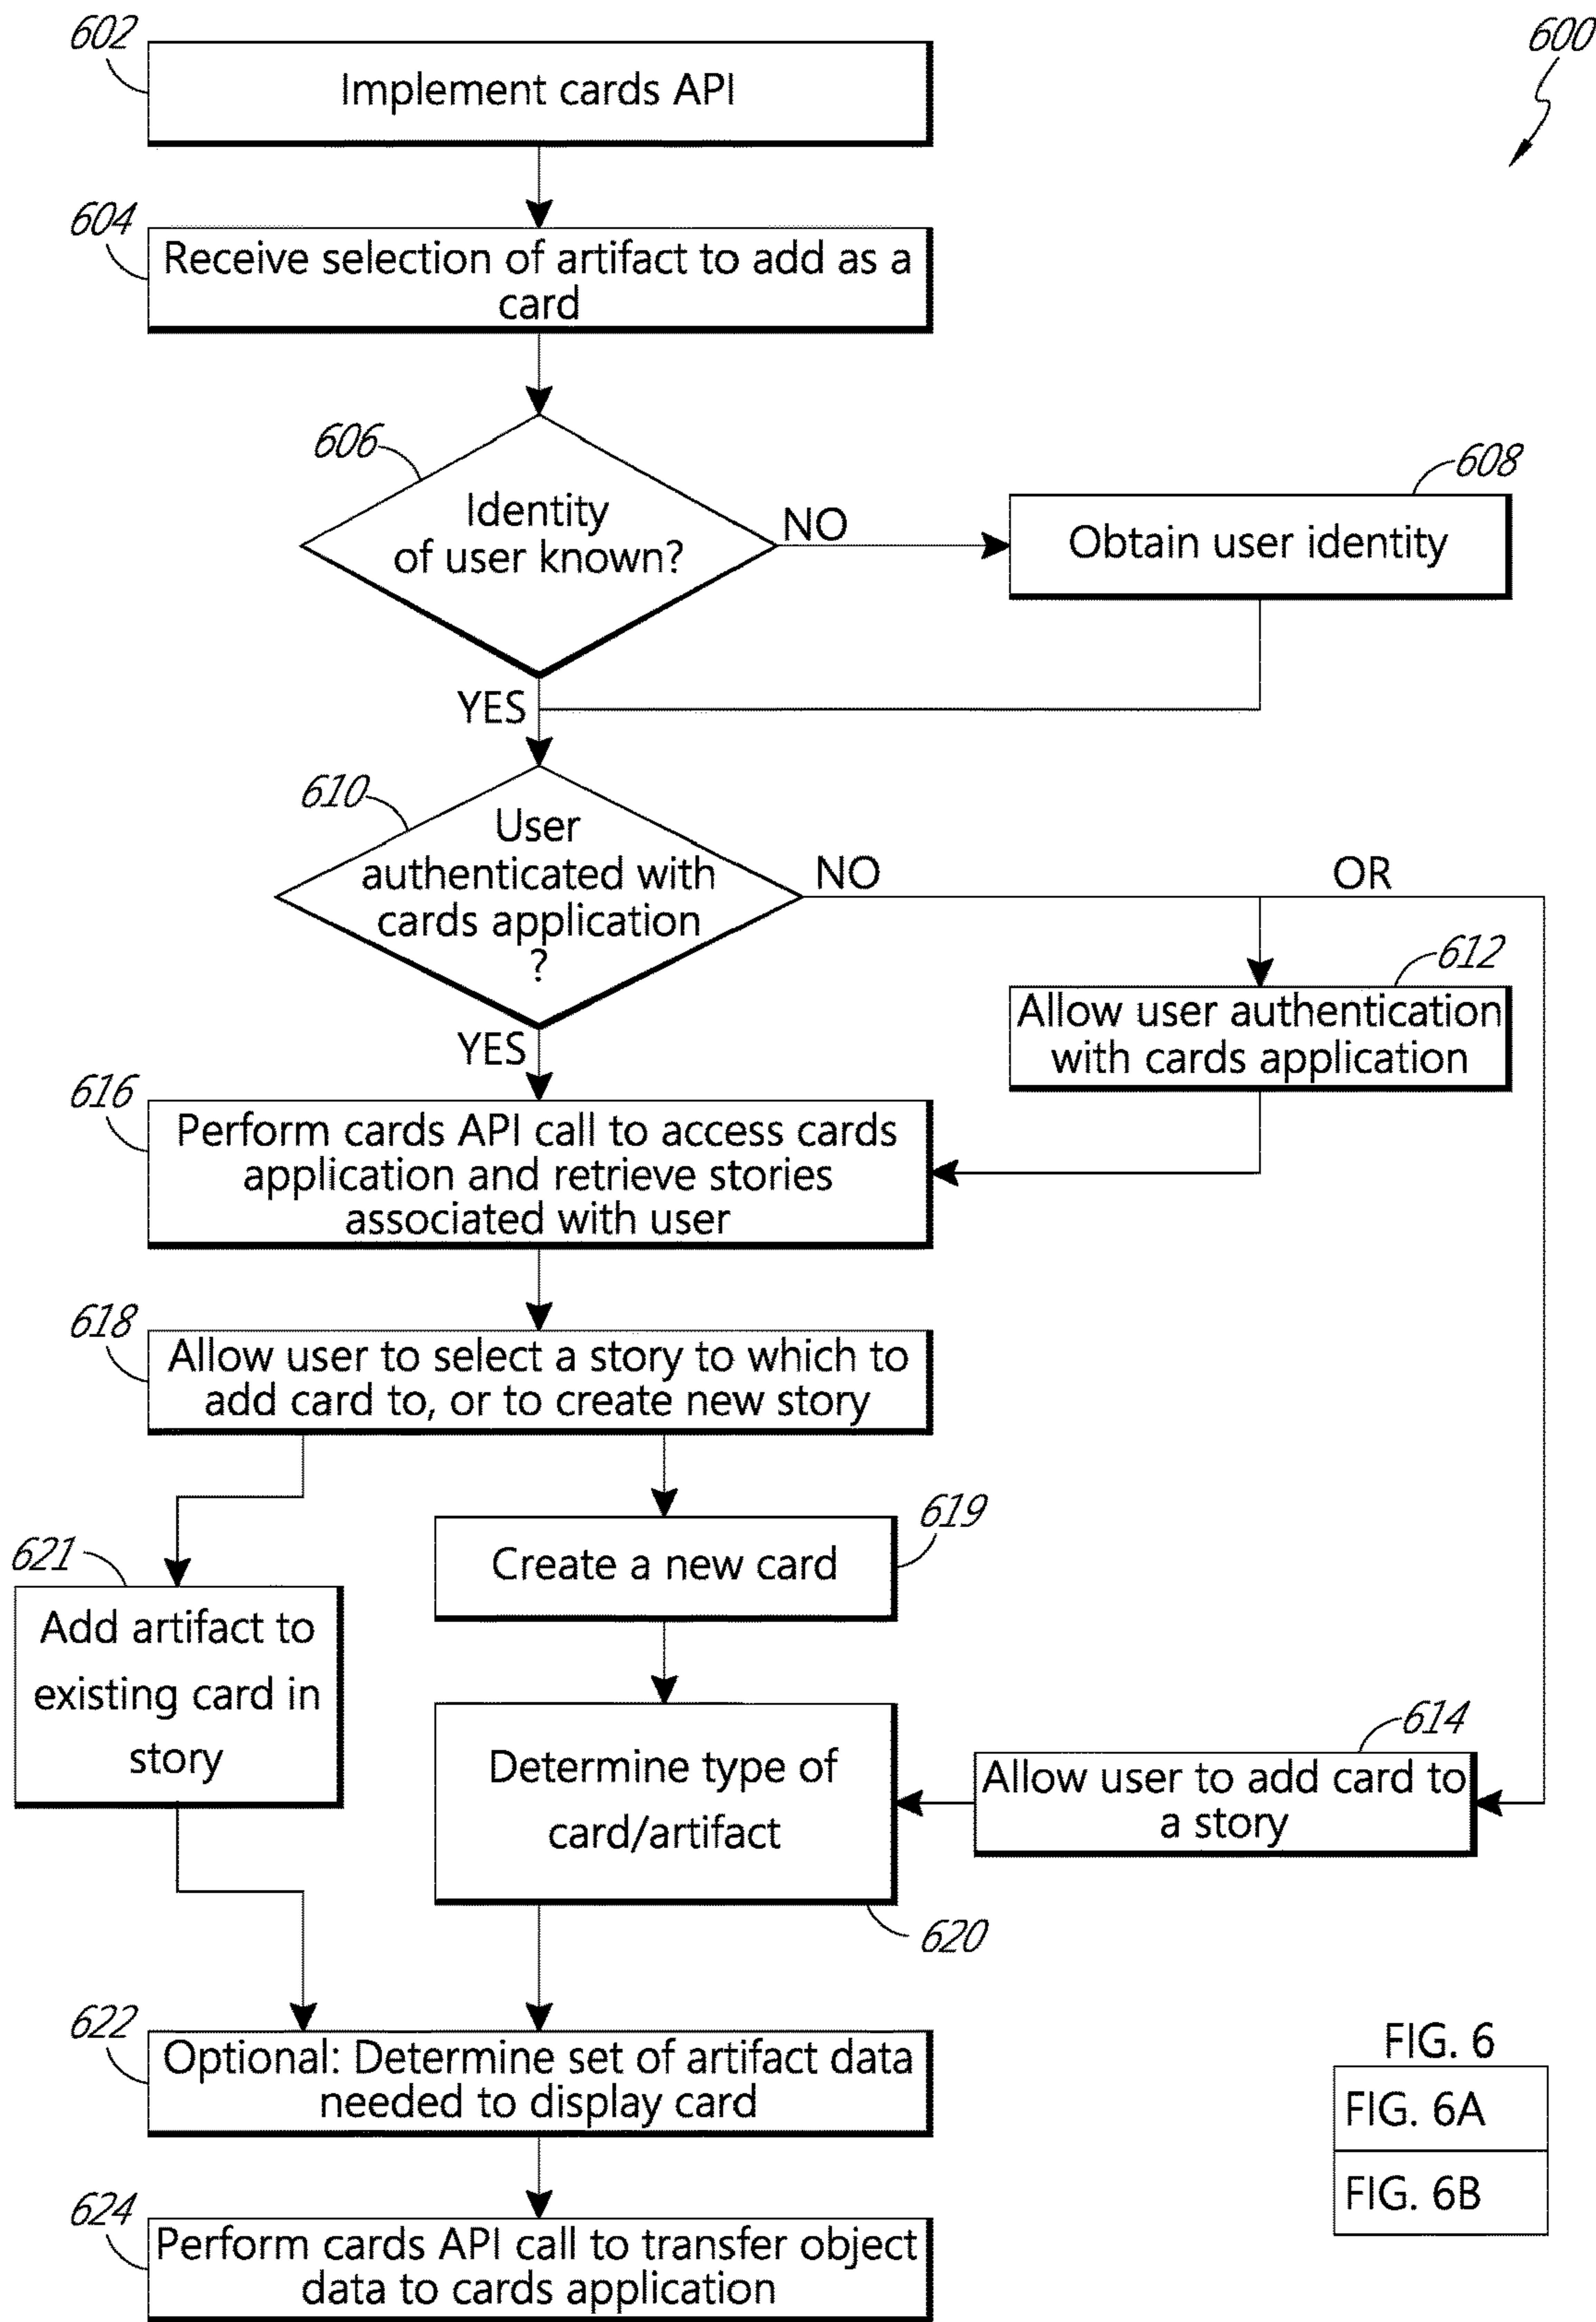 602
600
Implement cards API
604
Receive selection of artifact to add as a
card
606
608
Identity
of user known?
NO
Obtain user identity
YES
610
User
authenticated with
cards application
?
NO
OR
612
Allow user authentication
with cards application
YES
616
Perform cards API call to access cards
application and retrieve stories
associated with user
618
Allow user to select a story to which to
add card to, or to create new story
619
Create a new card
621
Add artifact to
existing card in
story
Determine type of
card/artifact
614
Allow user to add card to
a story
620
622
Optional: Determine set of artifact data
needed to display card
624
Perform cards API call to transfer object
data to cards application
FIG. 6
FIG. 6A
FIG. 6B